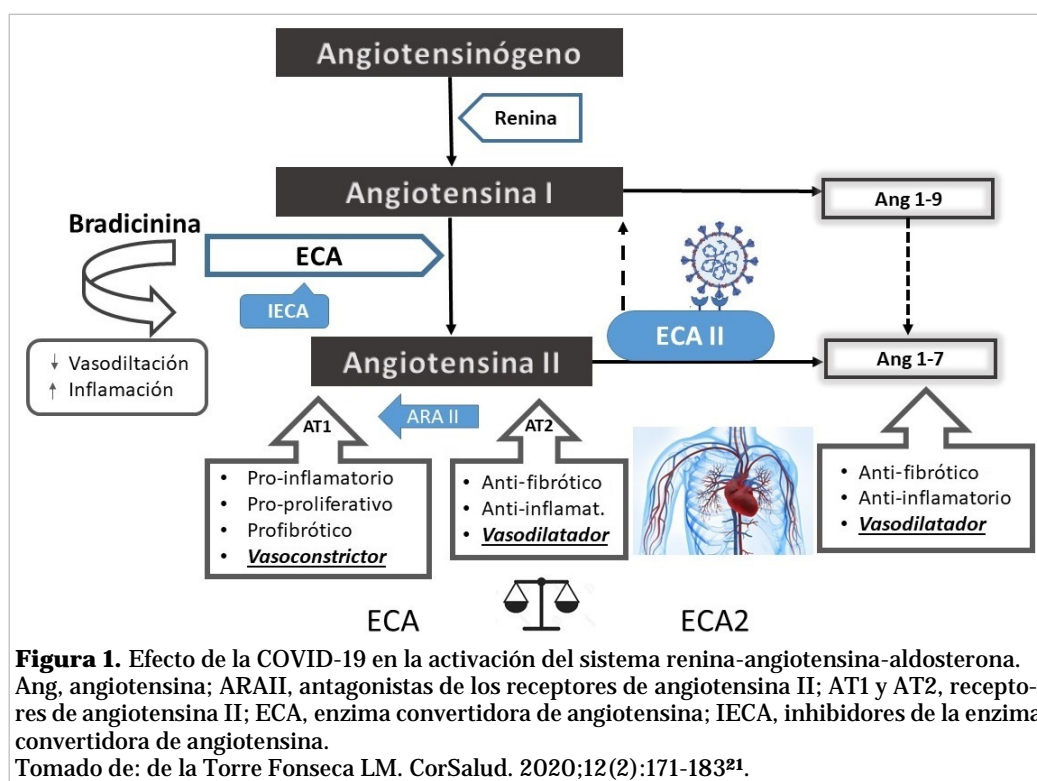 Angiotensinógeno
Renina
Angiotensina I
Ang 1-9
Bradicinina
ECA
IECA
ECA II
↓ Vasodiltación
↑ Inflamación
Angiotensina II
Ang 1-7
AT1
ARA II
AT2
• Pro-inflamatorio
• Pro-proliferativo
• Profibrótico
• Vasoconstrictor
• Anti-fibrótico
• Anti-inflamat.
• Vasodilatador
• Anti-fibrótico
• Anti-inflamatorio
• Vasodilatador
ECA
ECA2
Figura 1. Efecto de la COVID-19 en la activación del sistema renina-angiotensina-aldosterona.
Ang, angiotensina; ARAII, antagonistas de los receptores de angiotensina II; AT1 y AT2, recepto-
res de angiotensina II; ECA, enzima convertidora de angiotensina; IECA, inhibidores de la enzima
convertidora de angiotensina.
Tomado de: de la Torre Fonseca LM. CorSalud. 2020;12(2):171-183²¹.